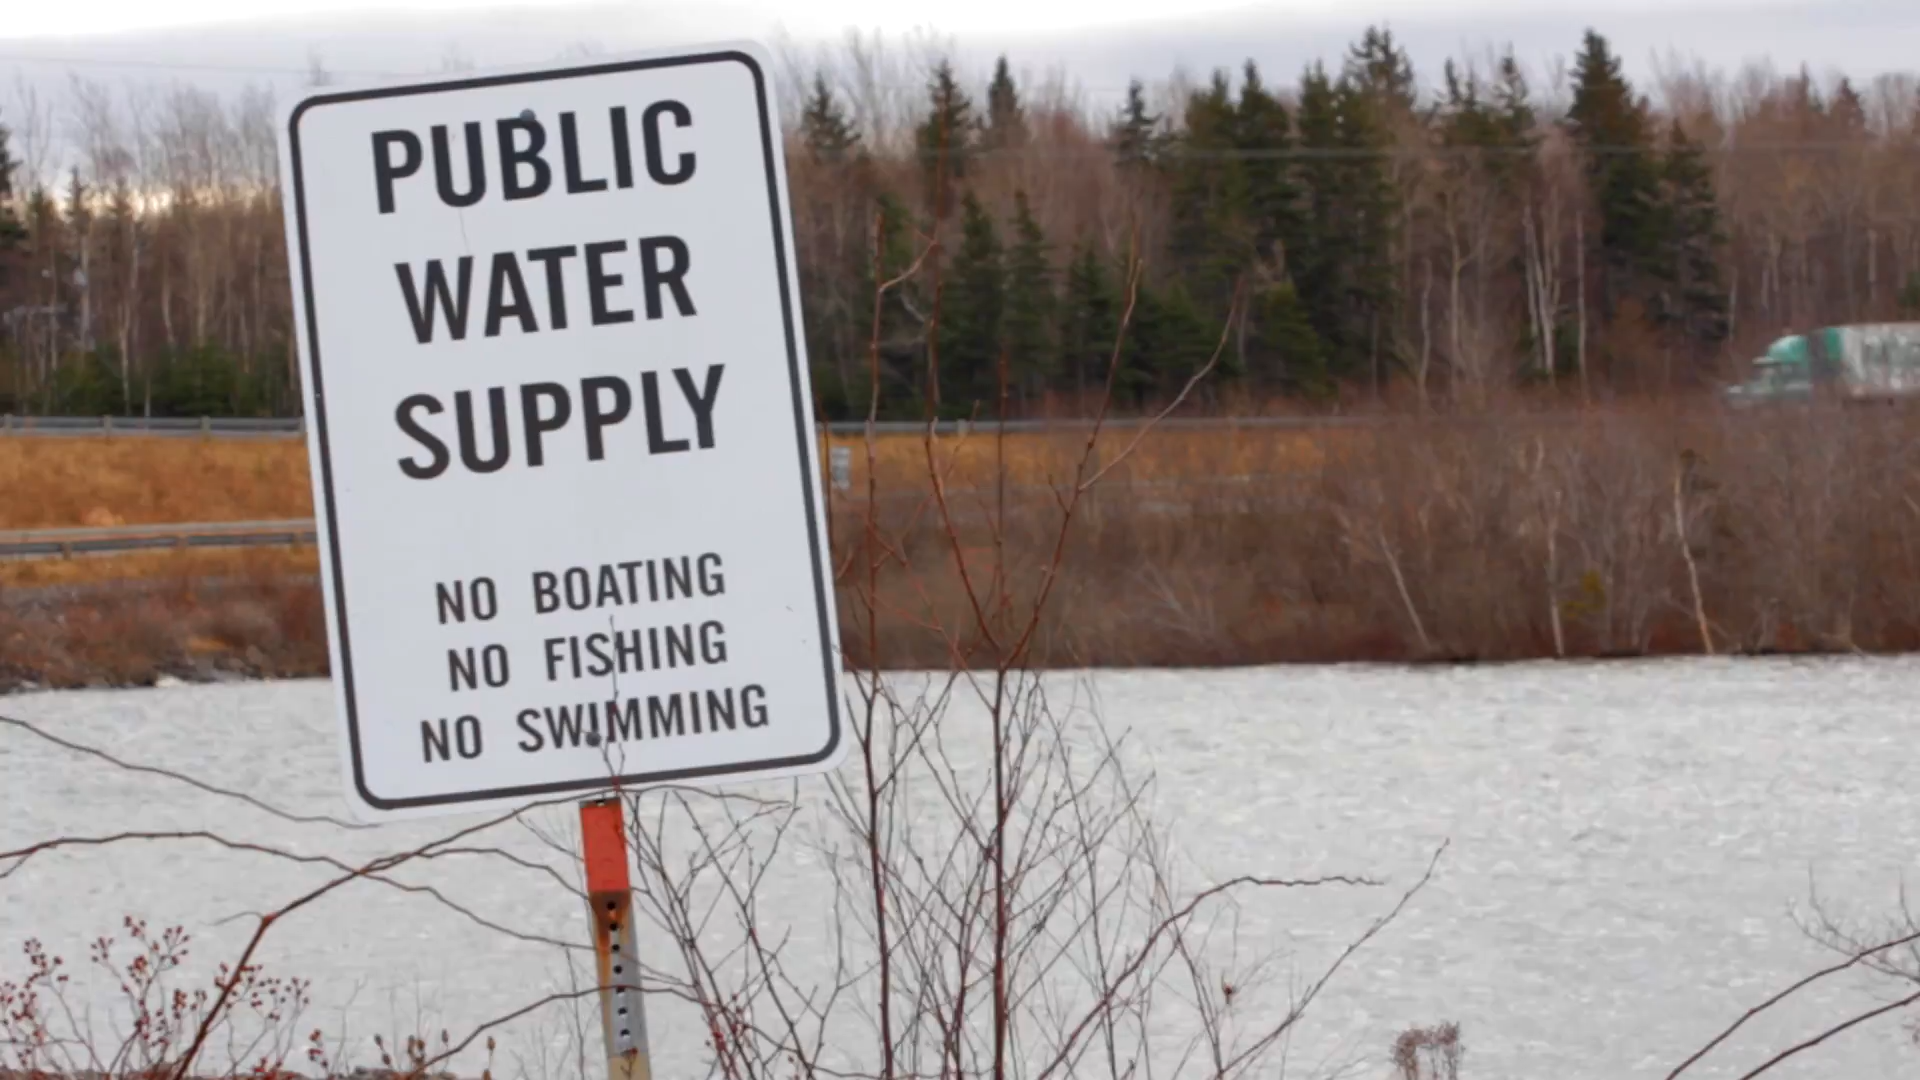 PUBLIC
WATER
SUPPLY
NO BOATING
NO FISHING
NO SWIMMING